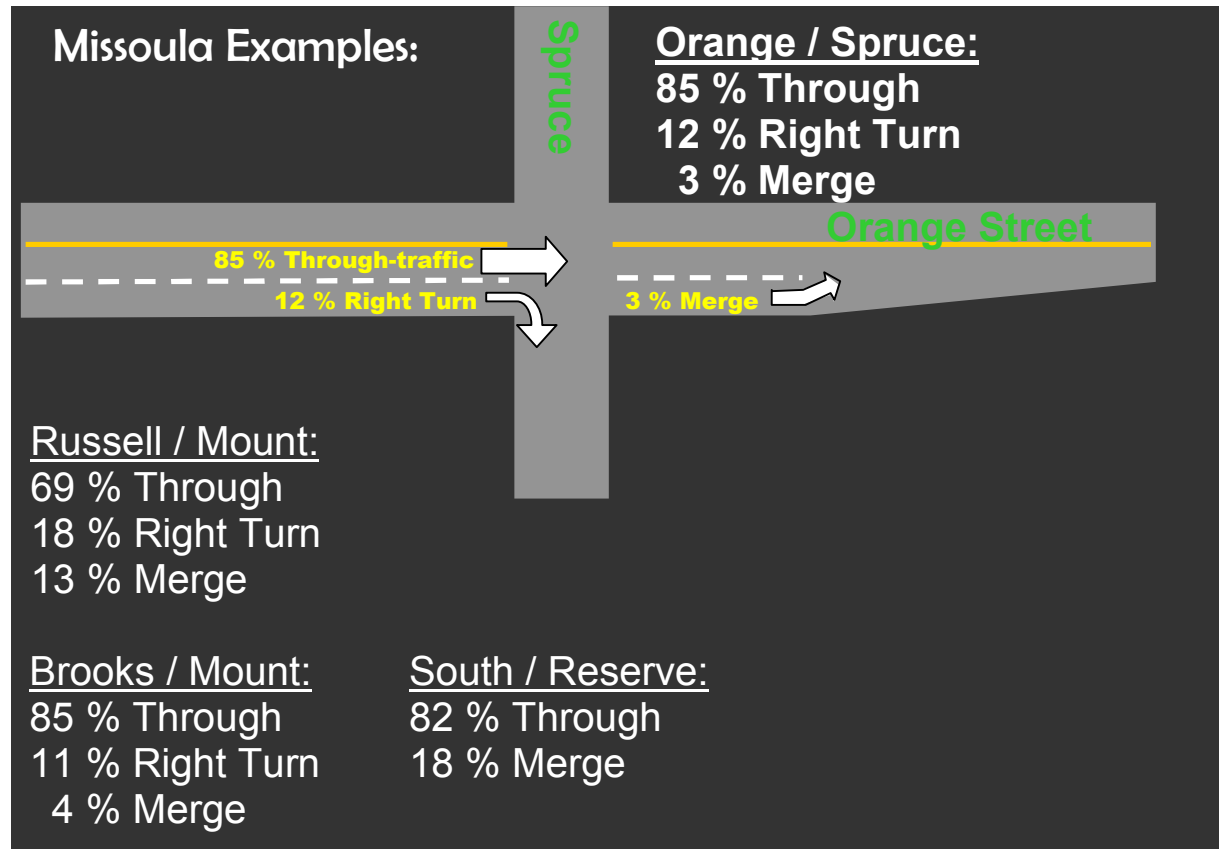 Missoula Examples:
Spruce
Orange / Spruce:
85 % Through
12 % Right Turn
3 % Merge
Orange Street
85 % Through-traffic
12 % Right Turn
3 % Merge
Russell / Mount:
69 % Through
18 % Right Turn
13 % Merge
Brooks / Mount:
85 % Through
11 % Right Turn
4 % Merge
South / Reserve:
82 % Through
18 % Merge